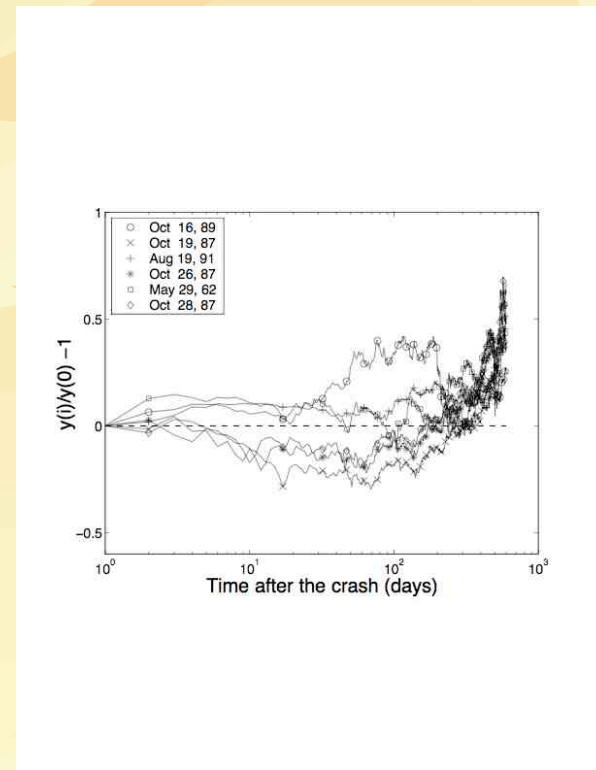 1
Oct 16, 89
Oct 19, 87
Aug 19, 91
Oct 26, 87
May 29, 62
Oct 28, 87
0.5
y(i)/y(0) −1
0
−0.5
10^0 10^1 10^2 10^3
Time after the crash (days)